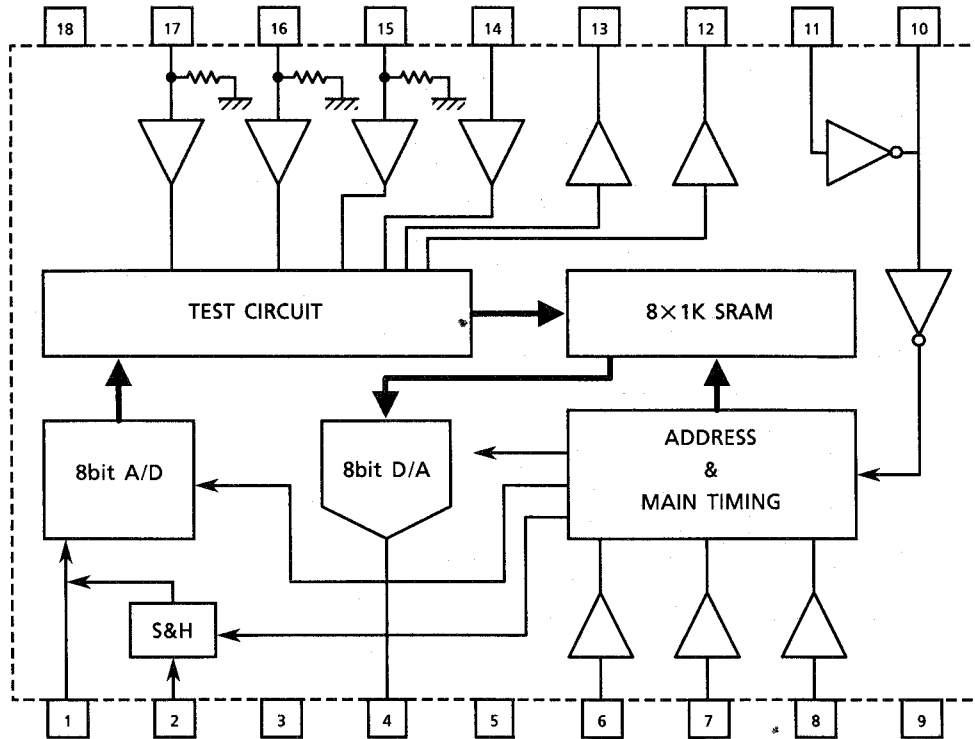 18 17 16 15 14 13 12 11 10
TEST CIRCUIT
8×1K SRAM
8bit A/D
8bit D/A
ADDRESS
&
MAIN TIMING
S&H
1 2 3 4 5 6 7 8 9